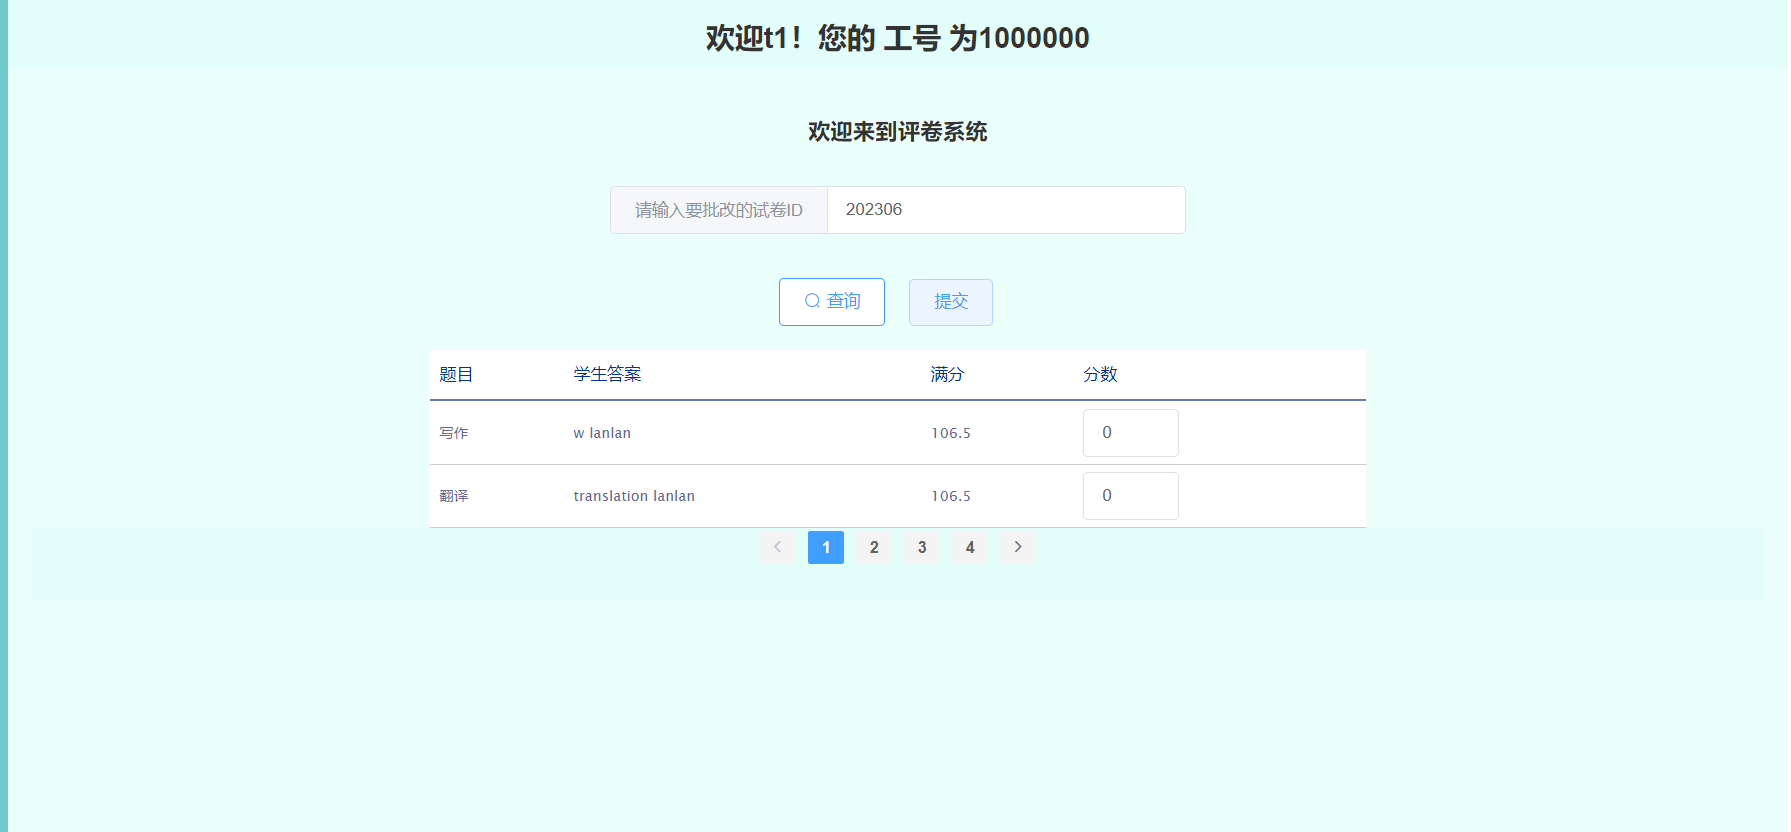 欢迎t1！您的 工号 为1000000
欢迎来到评卷系统
请输入要批改的试卷ID 202306
查询 提交
题目 学生答案 满分 分数
写作 w lanlan 106.5 0
翻译 translation lanlan 106.5 0
1 2 3 4